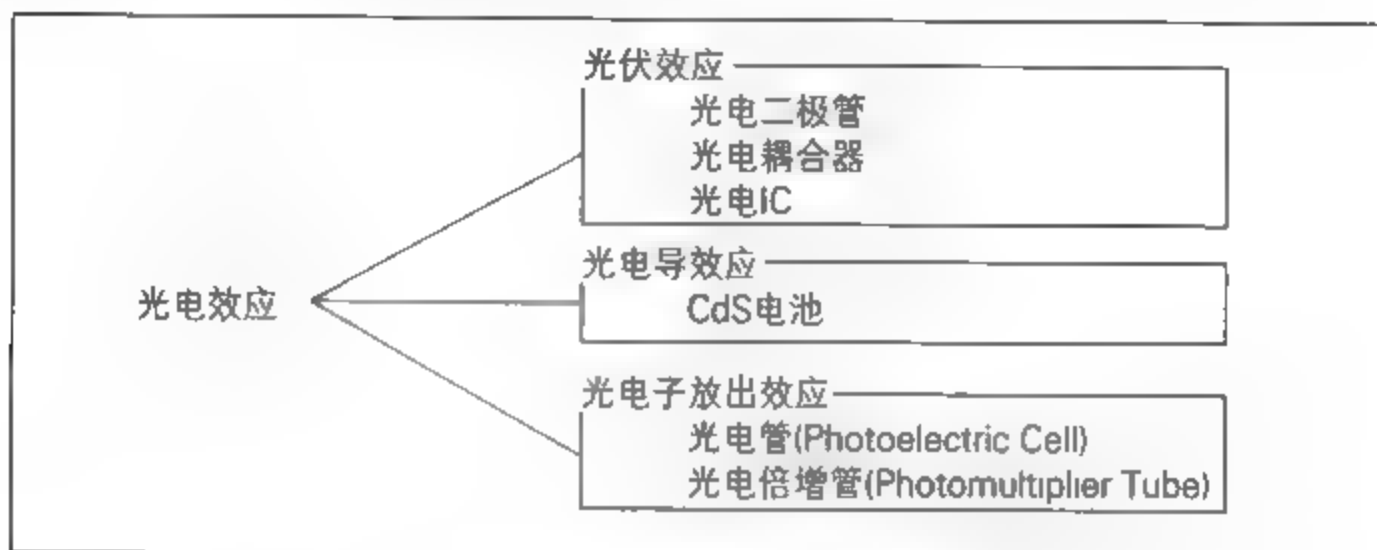 光伏效应
光电二极管
光电耦合器
光电IC
光电效应
光电导效应
CdS电池
光电子放出效应
光电管(Photoelectric Cell)
光电倍增管(Photomultiplier Tube)